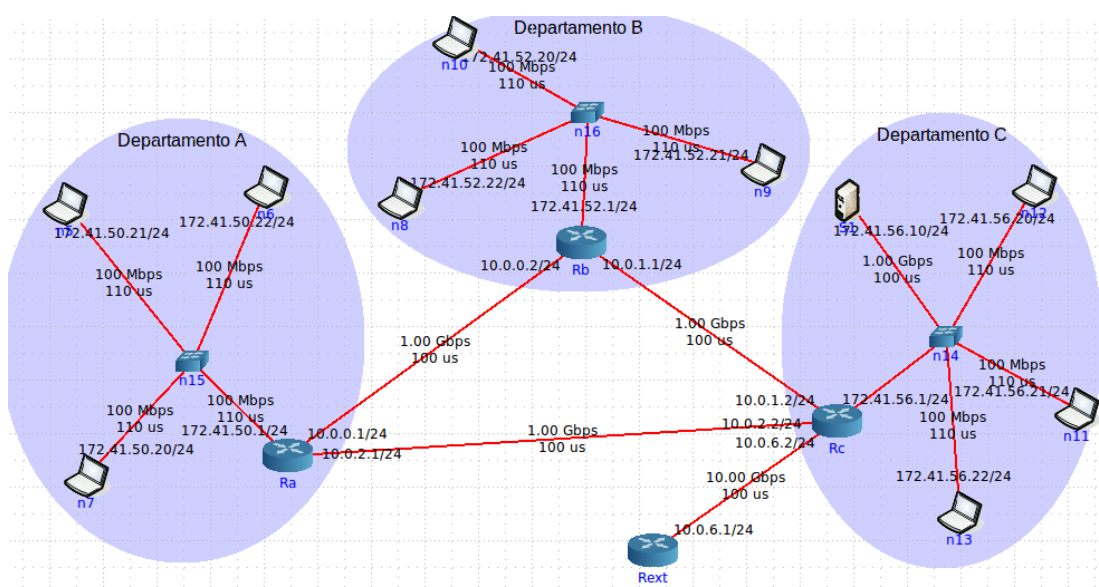 Departamento B
n10
172.41.52.20/24
100 Mbps
110 us
n16
100 Mbps
110 us
172.41.52.22/24
n8
100 Mbps
110 us
172.41.52.21/24
n9
100 Mbps
110 us
172.41.52.1/24
Rb
10.0.0.2/24
10.0.1.1/24
Departamento A
n5
172.41.50.21/24
n6
172.41.50.22/24
100 Mbps
110 us
100 Mbps
110 us
n15
100 Mbps
110 us
172.41.50.20/24
n7
100 Mbps
110 us
172.41.50.1/24
Ra
10.0.0.1/24
10.0.2.1/24
1.00 Gbps
100 us
1.00 Gbps
100 us
1.00 Gbps
100 us
Departamento C
S1
172.41.56.10/24
n12
172.41.56.20/24
1.00 Gbps
100 us
100 Mbps
110 us
n14
100 Mbps
110 us
172.41.56.21/24
n11
172.41.56.1/24
100 Mbps
110 us
172.41.56.22/24
n13
10.0.1.2/24
10.0.2.2/24
10.0.6.2/24
Rc
10.00 Gbps
100 us
10.0.6.1/24
Rext